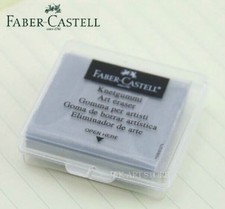 FABER-CASTELL
FABER-CASTELL
Knetgummi
Art eraser
Gomma per artisti
Goma de borrar artística
Eliminador de arte
OPEN HERE